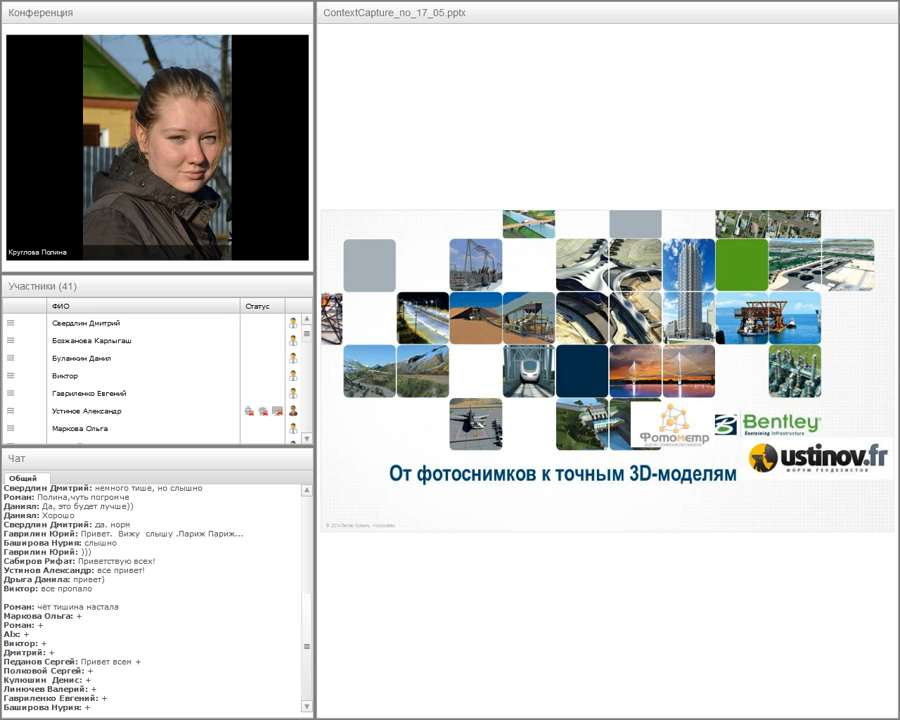 Конференция
Круглова Полина
Участники (41)
ФИО
Статус
Свердлин Дмитрий
Бозжанова Карлыгаш
Буланкин Данил
Виктор
Гавриленко Евгений
Устинов Александр
Маркова Ольга
Чат
Общий
Свердлин Дмитрий: немного тише, но слышно
Роман: Полина,чуть погромче
Даниял: Да, это будет лучше))
Даниял: Хорошо
Свердлин Дмитрий: да. норм
Гаврилин Юрий: Привет. Вижу слышу .Париж Париж...
Баширова Нурия: слышно
Гаврилин Юрий: )))
Сабиров Рифат: Приветствую всех!
Устинов Александр: все привет!
Дрыга Данила: привет)
Виктор: все пропало
Роман: чёт тишина настала
Маркова Ольга: +
Роман: +
Alx: +
Виктор: +
Дмитрий: +
Педанов Сергей: Привет всем +
Полковой Сергей: +
Кулюшин Денис: +
Линючев Валерий: +
Гавриленко Евгений: +
Баширова Нурия: +
ContextCapture_по_17_05.pptx
Фотометр
Bentley
Sustaining Infrastructure
ustinov.fr
ФОРУМ ГЕОДЕЗИСТОВ
От фотоснимков к точным 3D-моделям